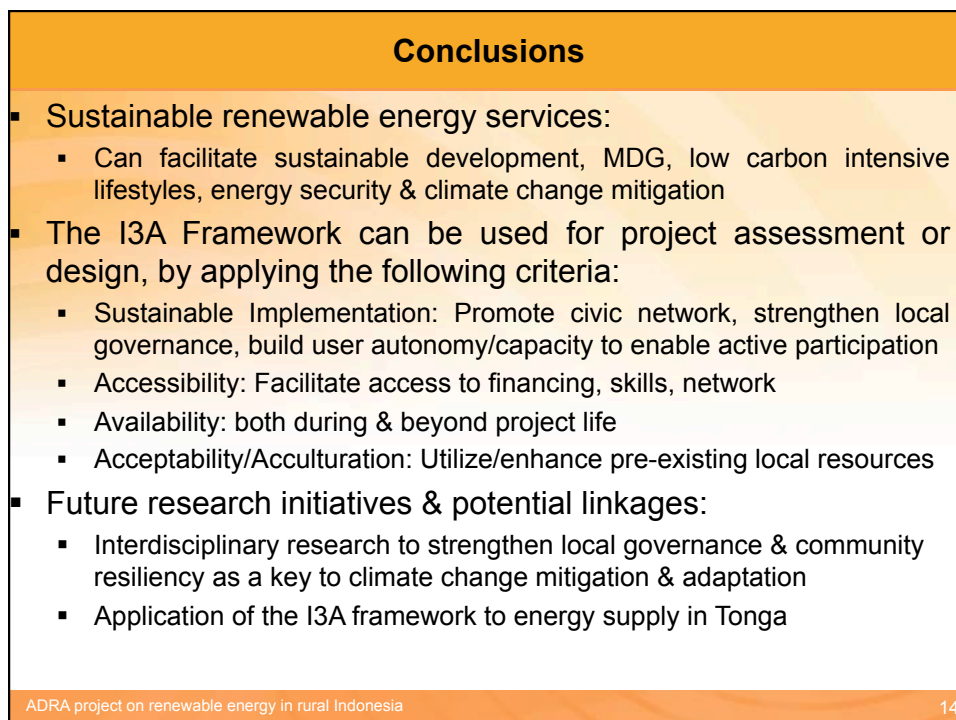 Conclusions
▪ Sustainable renewable energy services:
▪ Can facilitate sustainable development, MDG, low carbon intensive
lifestyles, energy security & climate change mitigation
▪ The I3A Framework can be used for project assessment or
design, by applying the following criteria:
▪ Sustainable Implementation: Promote civic network, strengthen local
governance, build user autonomy/capacity to enable active participation
▪ Accessibility: Facilitate access to financing, skills, network
▪ Availability: both during & beyond project life
▪ Acceptability/Acculturation: Utilize/enhance pre-existing local resources
▪ Future research initiatives & potential linkages:
▪ Interdisciplinary research to strengthen local governance & community
resiliency as a key to climate change mitigation & adaptation
▪ Application of the I3A framework to energy supply in Tonga
ADRA project on renewable energy in rural Indonesia 14